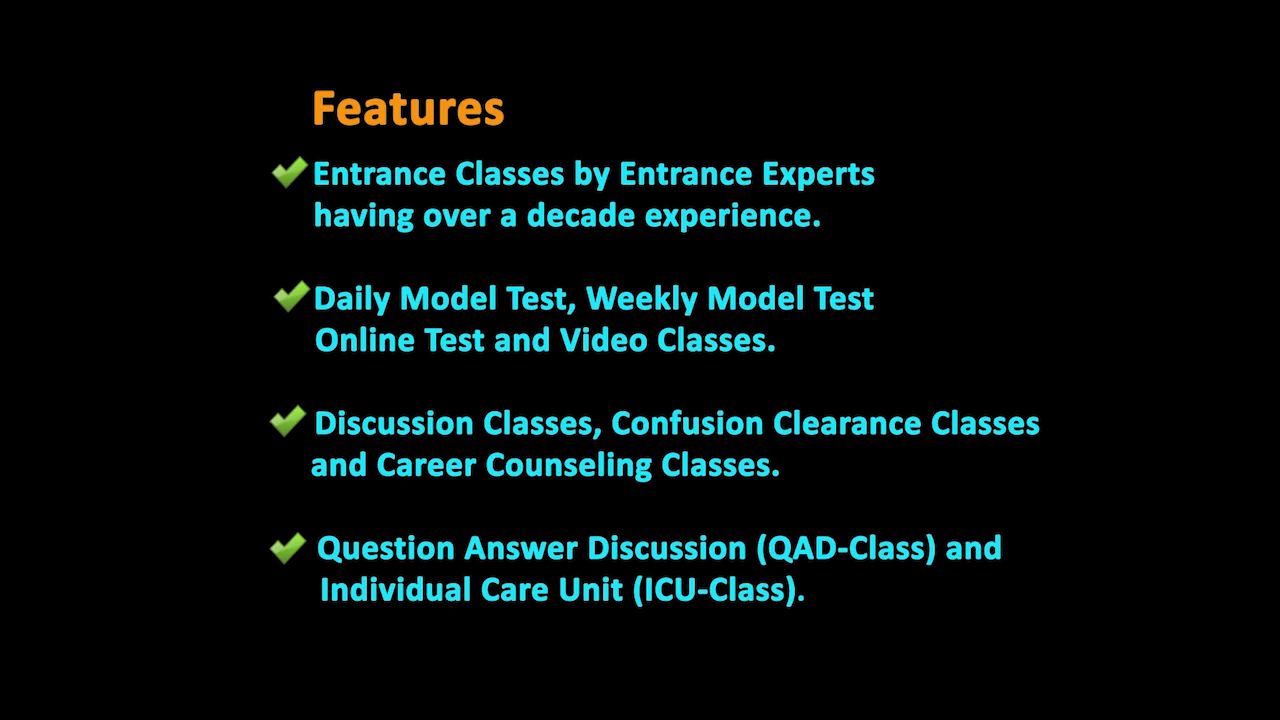 Features
Entrance Classes by Entrance Experts
having over a decade experience.
Daily Model Test, Weekly Model Test
Online Test and Video Classes.
Discussion Classes, Confusion Clearance Classes
and Career Counseling Classes.
Question Answer Discussion (QAD-Class) and
Individual Care Unit (ICU-Class).